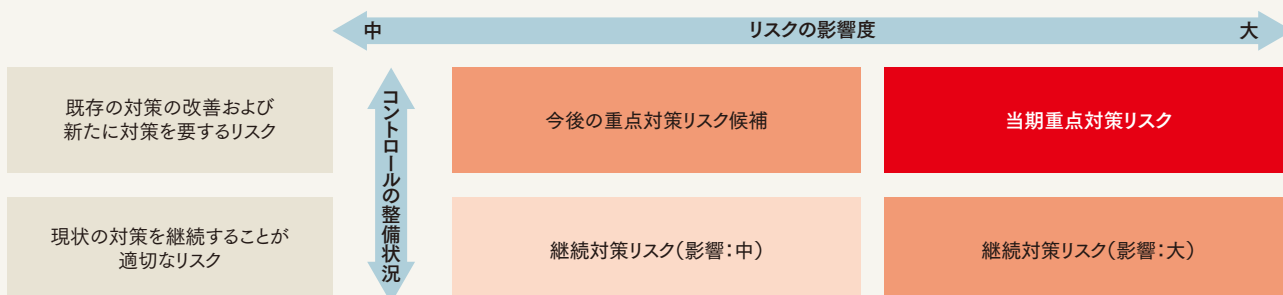 中
リスクの影響度
大
既存の対策の改善および
新たに対策を要するリスク
コントロールの整備状況
今後の重点対策リスク候補
当期重点対策リスク
現状の対策を継続することが
適切なリスク
継続対策リスク(影響:中)
継続対策リスク(影響:大)